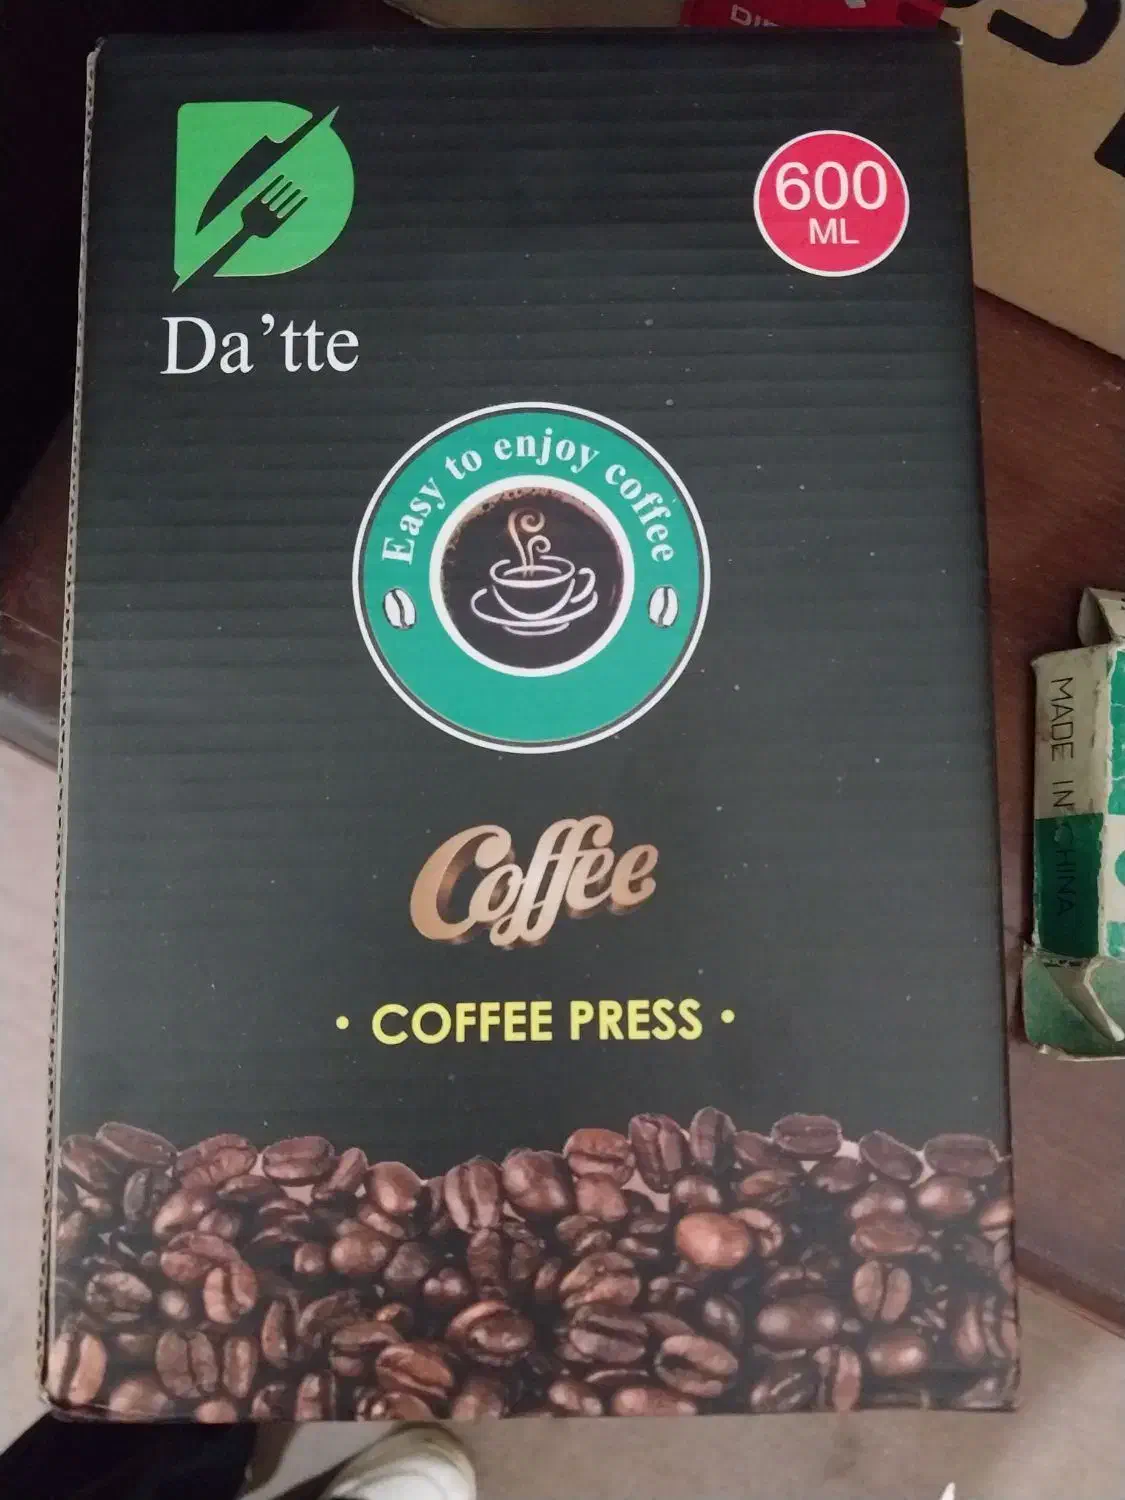 600
ML
Da’tte
Easy to enjoy coffee
Coffee
• COFFEE PRESS •
MADE IN CHINA